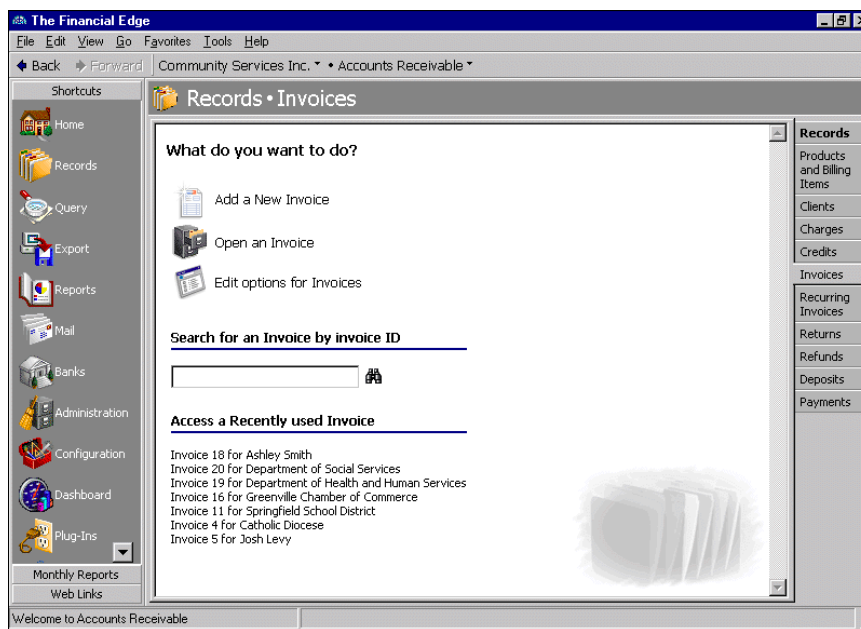 The Financial Edge
File Edit View Go Favorites Tools Help
Back Forward Community Services Inc. • Accounts Receivable
Shortcuts
Home
Records
Query
Export
Reports
Mail
Banks
Administration
Configuration
Dashboard
Plug-Ins
Monthly Reports
Web Links
Records • Invoices
What do you want to do?
Add a New Invoice
Open an Invoice
Edit options for Invoices
Search for an Invoice by invoice ID
Access a Recently used Invoice
Invoice 18 for Ashley Smith
Invoice 20 for Department of Social Services
Invoice 19 for Department of Health and Human Services
Invoice 16 for Greenville Chamber of Commerce
Invoice 11 for Springfield School District
Invoice 4 for Catholic Diocese
Invoice 5 for Josh Levy
Records
Products
and Billing
Items
Clients
Charges
Credits
Invoices
Recurring
Invoices
Returns
Refunds
Deposits
Payments
Welcome to Accounts Receivable